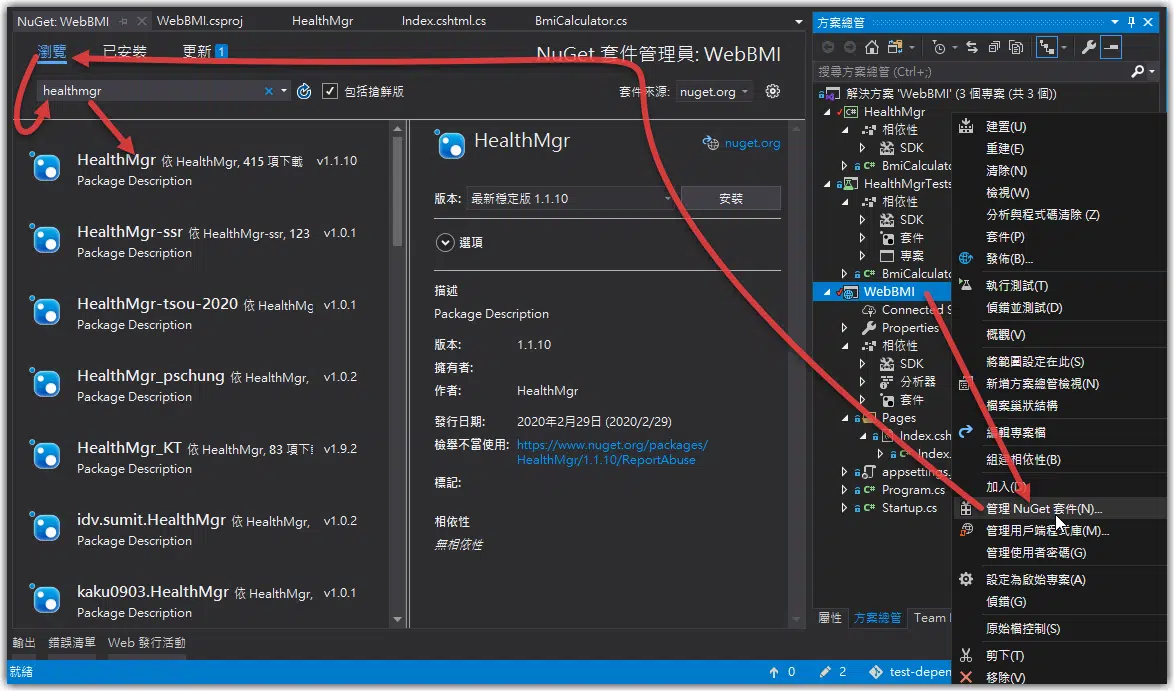 NuGet: WebBMI
WebBMI.csproj
HealthMgr
Index.cshtml.cs
BmiCalculator.cs
瀏覽
已安裝
更新 1
NuGet 套件管理員: WebBMI
healthmgr
包括搶鮮版
套件來源: nuget.org
HealthMgr 依 HealthMgr, 415 項下載 v1.1.10
Package Description
HealthMgr-ssr 依 HealthMgr-ssr, 123 v1.0.1
Package Description
HealthMgr-tsou-2020 依 HealthMg v1.0.1
Package Description
HealthMgr_pschung 依 HealthMgr, v1.0.2
Package Description
HealthMgr_KT 依 HealthMgr, 83 項下 v1.9.2
Package Description
idv.sumit.HealthMgr 依 HealthMgr, v1.0.2
Package Description
kaku0903.HealthMgr 依 HealthMgr, v1.0.1
Package Description
HealthMgr
nuget.org
版本: 最新穩定版 1.1.10
安裝
選項
描述
Package Description
版本: 1.1.10
擁有者:
作者: HealthMgr
發行日期: 2020年2月29日 (2020/2/29)
檢舉不當使用: https://www.nuget.org/packages/
HealthMgr/1.1.10/ReportAbuse
標記:
相依性
無相依性
方案總管
搜尋方案總管 (Ctrl+;)
解決方案 'WebBMI' (3 個專案 (共 3 個))
HealthMgr
相依性
SDK
BmiCalculato
HealthMgrTests
相依性
SDK
套件
專案
BmiCalculato
WebBMI
Connected S
Properties
相依性
SDK
分析器
套件
Pages
Index.csh
Index.
appsettings.
Program.cs
Startup.cs
屬性
方案總管
Team
建置(U)
重建(E)
清除(N)
檢視(W)
分析與程式碼清除 (Z)
套件(P)
發佈(B)...
執行測試(T)
偵錯並測試(D)
概觀(V)
將範圍設定在此(S)
新增方案總管檢視(N)
檔案巢狀結構
編輯專案檔
組建相依性(B)
加入(D)
管理 NuGet 套件(N)...
管理用戶端程式庫(M)...
管理使用者密碼(G)
設定為啟始專案(A)
偵錯(G)
原始檔控制(S)
剪下(T)
移除(V)
輸出
錯誤清單
Web 發行活動
就緒
0
2
test-depen